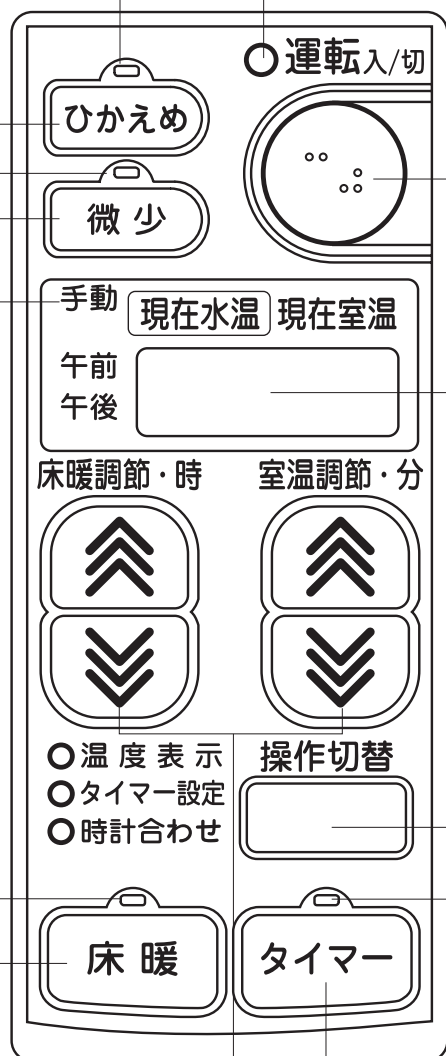 運転入/切
ひかえめ
微少
手動 現在水温 現在室温
午前
午後
床暖調節・時 室温調節・分
温度表示 操作切替
タイマー設定
時計合わせ
床暖 タイマー